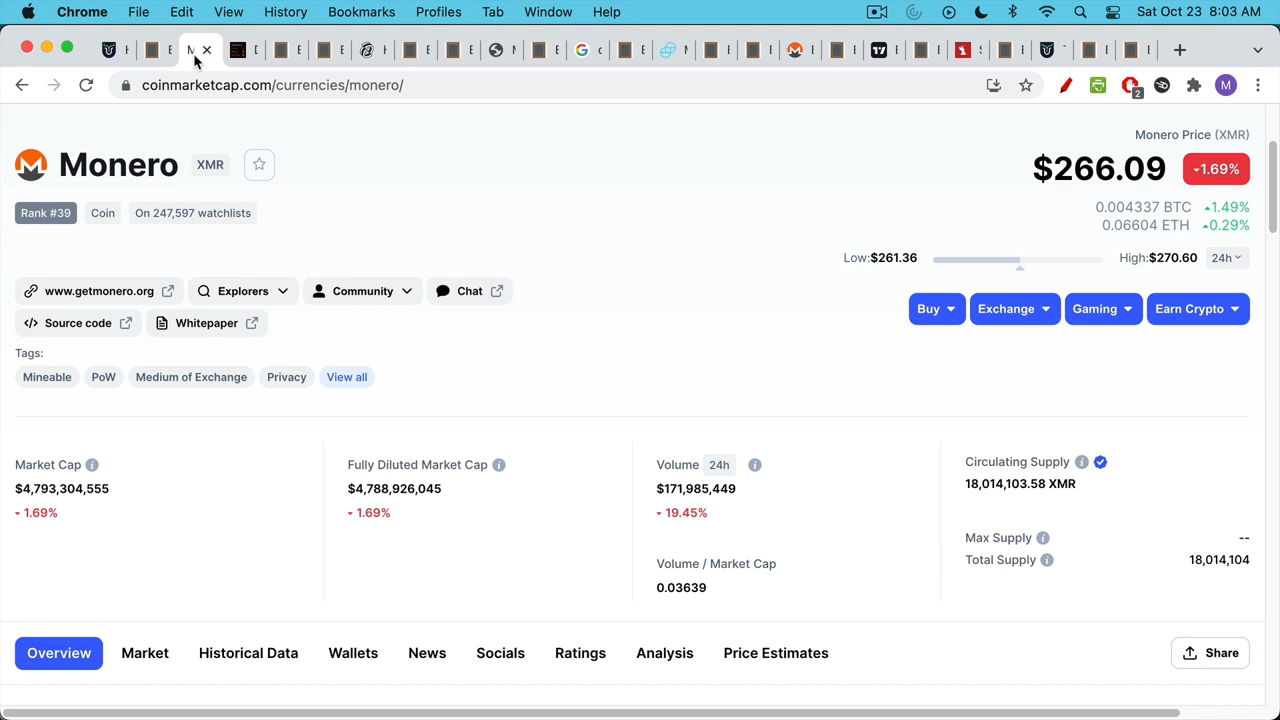 Chrome File Edit View History Bookmarks Profiles Tab Window Help Sat Oct 23 8:03 AM
coinmarketcap.com/currencies/monero/
2 M
Monero Price (XMR)
Monero XMR $266.09 1.69%
Rank #39 Coin On 247,597 watchlists 0.004337 BTC 1.49%
0.06604 ETH 0.29%
Low:$261.36 High:$270.60 24h
www.getmonero.org Explorers Community Chat
Buy Exchange Gaming Earn Crypto
Source code Whitepaper
Tags:
Mineable PoW Medium of Exchange Privacy View all
Market Cap Fully Diluted Market Cap Volume 24h Circulating Supply
$4,793,304,555 $4,788,926,045 $171,985,449 18,014,103.58 XMR
1.69% 1.69% 19.45%
Max Supply --
Volume / Market Cap Total Supply 18,014,104
0.03639
Overview Market Historical Data Wallets News Socials Ratings Analysis Price Estimates Share